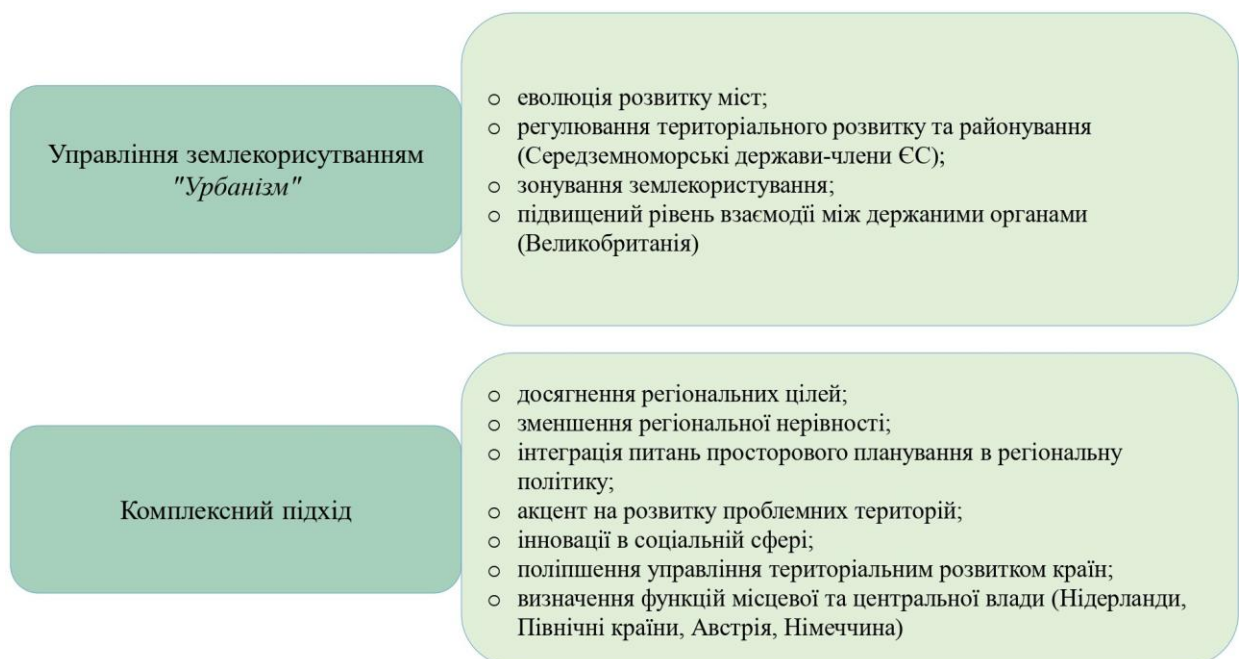 Управління землекорисутванням
"Урбанізм"
o еволюція розвитку міст;
o регулювання територіального розвитку та районування
(Середземноморські держави-члени ЄС);
o зонування землекористування;
o підвищений рівень взаємодії між держаними органами
(Великобританія)
Комплексний підхід
o досягнення регіональних цілей;
o зменшення регіональної нерівності;
o інтеграція питань просторового планування в регіональну
політику;
o акцент на розвитку проблемних територій;
o інновації в соціальній сфері;
o поліпшення управління територіальним розвитком країн;
o визначення функцій місцевої та центральної влади (Нідерланди,
Північні країни, Австрія, Німеччина)